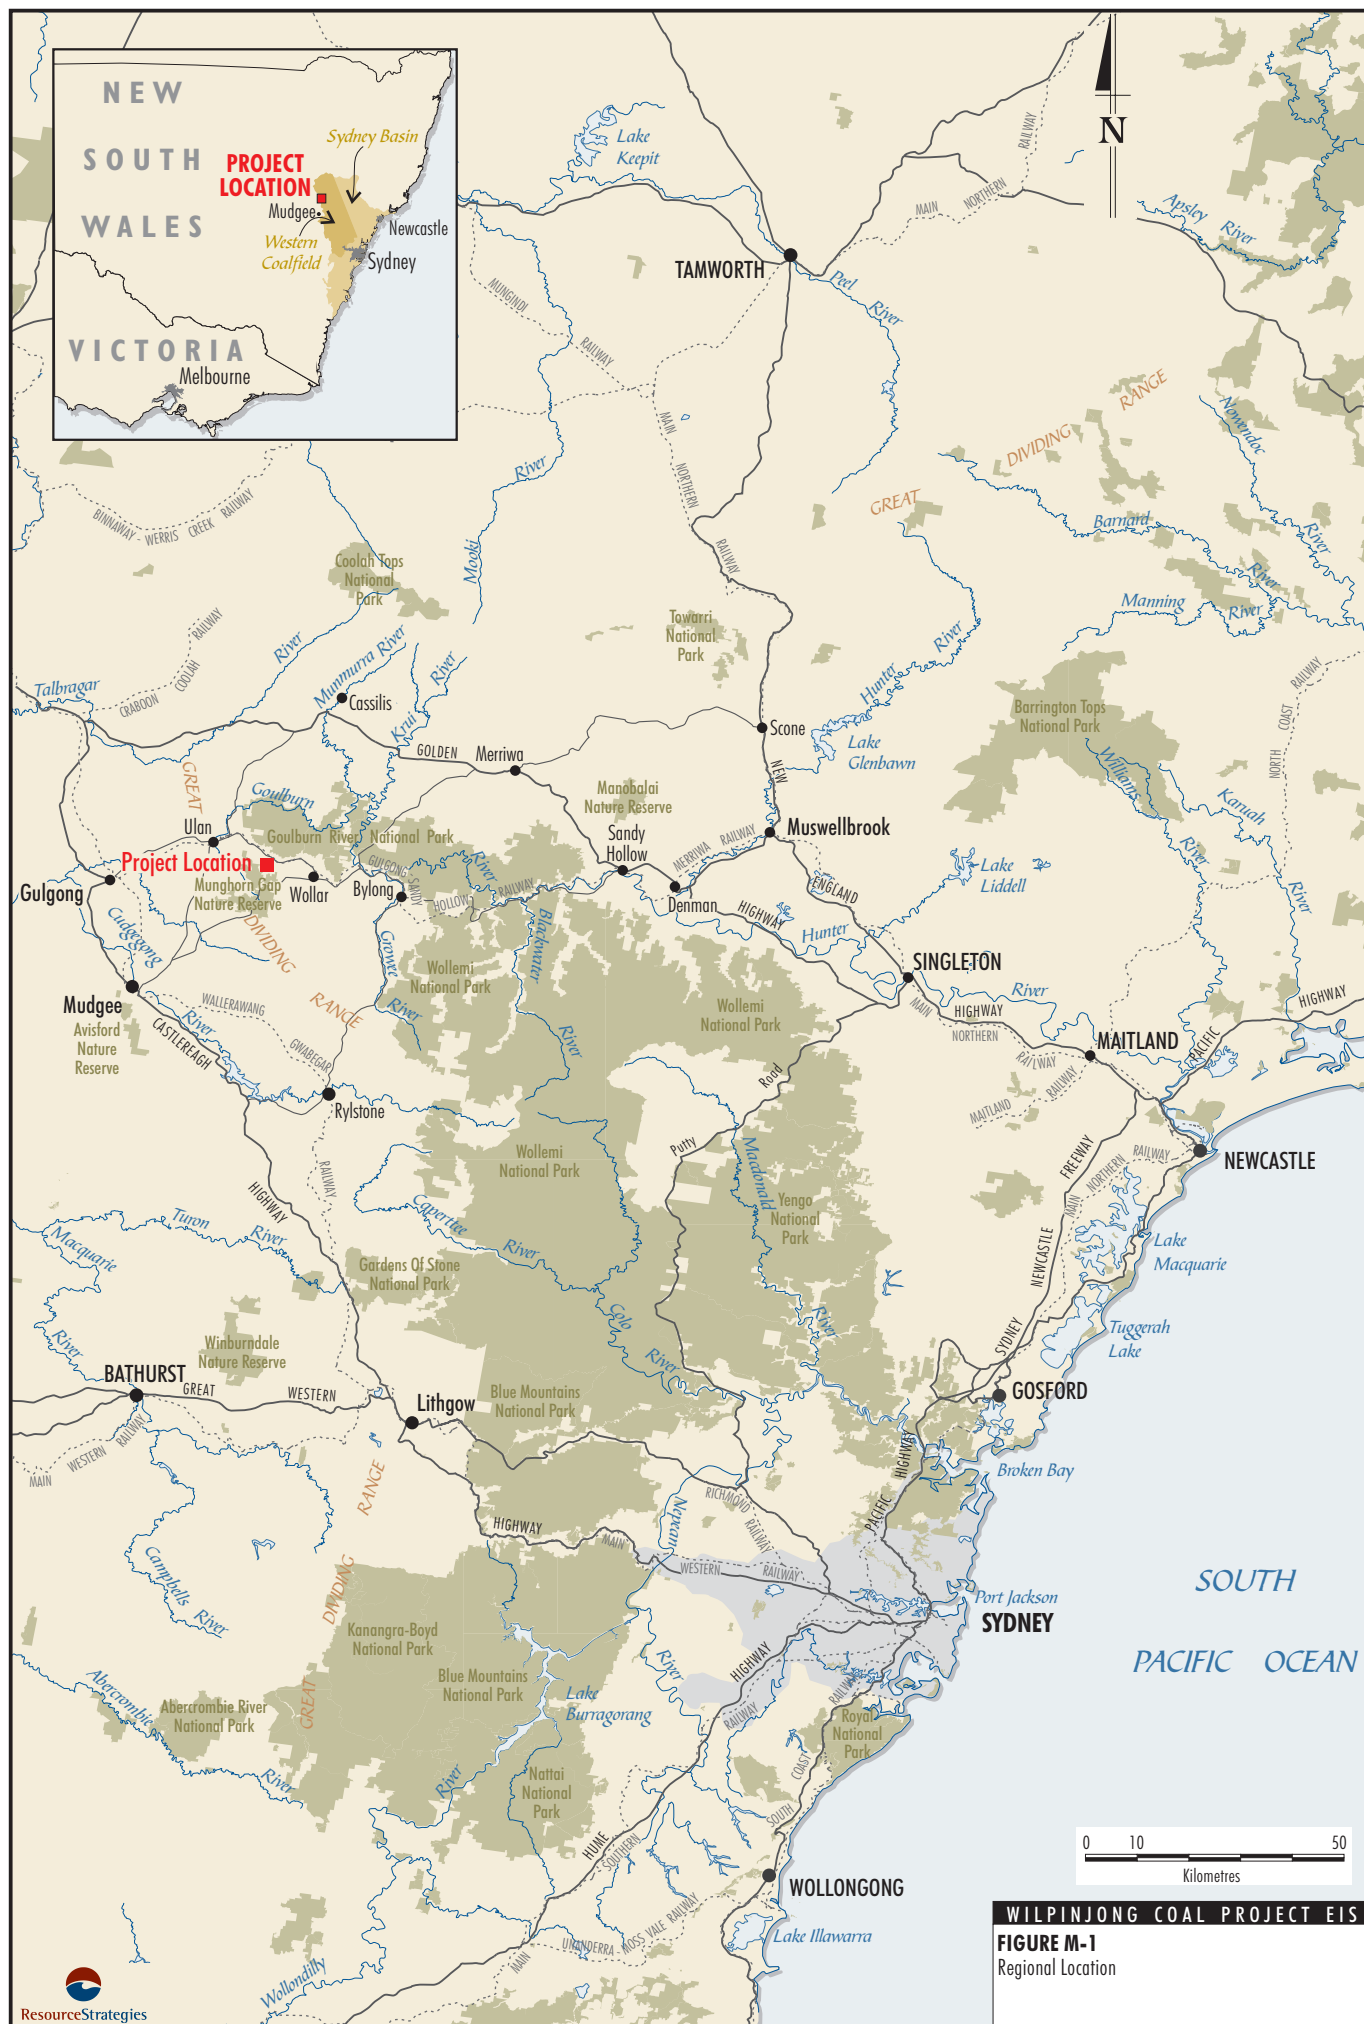 NEW
SOUTH
WALES
VICTORIA
Melbourne
PROJECT
LOCATION
Mudgee
Sydney Basin
Western
Coalfield
Newcastle
Sydney
N
Lake
Keepit
RAILWAY
MAIN NORTHERN
Apsley
River
TAMWORTH
Peel
River
MUNGINDI
RAILWAY
MAIN
NORTHERN
RAILWAY
GREAT
DIVIDING
RANGE
Nowendoc
River
Barnard
River
Manning
River
River
Mooki
BINNAWAY - WERRIS CREEK RAILWAY
Coolah Tops
National
Park
Towarri
National
Park
CRABOON
COOLAH
RAILWAY
Talbragar
River
Munmurra River
Cassilis
Krui
River
GOLDEN
Merriwa
Scone
Hunter
River
Lake
Glenbawn
NEW
Barrington Tops
National Park
Williams
River
Karuah
River
NORTH
COAST
RAILWAY
GREAT
Goulburn
Goulburn River National Park
Manobalai
Nature Reserve
Ulan
Project Location
Munghorn Gap
Nature Reserve
Wollar
Bylong
GULGONG
SANDY
HOLLOW
RAILWAY
River
Sandy
Hollow
MERRIWA RAILWAY
Muswellbrook
Denman
ENGLAND
HIGHWAY
Lake
Liddell
Gulgong
Cudgegong
DIVIDING
RANGE
Growee
River
Blackwater
River
Hunter
SINGLETON
River
HIGHWAY
MAIN
NORTHERN
RAILWAY
MAITLAND
PACIFIC
HIGHWAY
Mudgee
Avisford
Nature
Reserve
River
CASTLEREAGH
WALLERAWANG
GWABEGAR
Wollemi
National Park
Wollemi
National Park
Road
Rylstone
RAILWAY
HIGHWAY
MAITLAND
RAILWAY
Putty
Macdonald
Wollemi
National Park
Yengo
National
Park
FREEWAY
MAIN
NORTHERN
RAILWAY
NEWCASTLE
Turon
River
Macquarie
River
Capertee
River
Gardens Of Stone
National Park
Colo
River
River
NEWCASTLE
SYDNEY
Lake
Macquarie
Tuggerah
Lake
Winburndale
Nature Reserve
BATHURST
GREAT
WESTERN
Lithgow
Blue Mountains
National Park
GOSFORD
MAIN
WESTERN
RAILWAY
RANGE
HIGHWAY
Broken Bay
HIGHWAY
PACIFIC
RICHMOND
RAILWAY
Nepean
MAIN
WESTERN
RAILWAY
Campbells
River
DIVIDING
Kanangra-Boyd
National Park
Blue Mountains
National Park
GREAT
Port Jackson
SYDNEY
SOUTH
PACIFIC OCEAN
River
HIGHWAY
RAILWAY
RAILWAY
Lake
Burragorang
Royal
National
Park
Abercrombie
River
Abercrombie River
National Park
Nattai
National
Park
River
COAST
SOUTH
HUME
SOUTHERN
WOLLONGONG
UNANDERRA - MOSS VALE RAILWAY
MAIN
Lake Illawarra
Wollondilly
0 10 50
Kilometres
WILPINJONG COAL PROJECT EIS
FIGURE M-1
Regional Location
ResourceStrategies